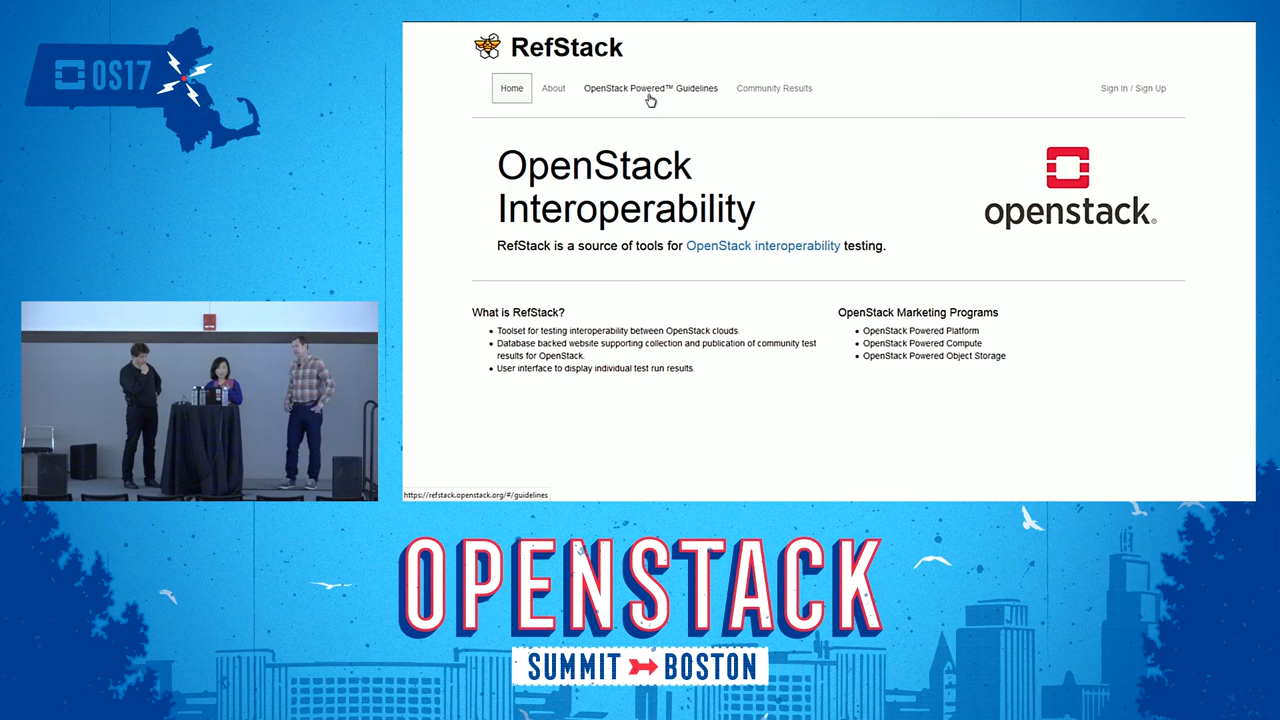 OS17
RefStack
Home
About
OpenStack Powered™ Guidelines
Community Results
Sign In / Sign Up
OpenStack
Interoperability
openstack.
RefStack is a source of tools for OpenStack interoperability testing.
What is RefStack?
Toolset for testing interoperability between OpenStack clouds.
Database backed website supporting collection and publication of community test
results for OpenStack.
User interface to display individual test run results.
OpenStack Marketing Programs
OpenStack Powered Platform
OpenStack Powered Compute
OpenStack Powered Object Storage
https://refstack.openstack.org/#/guidelines
OPENSTACK
SUMMIT BOSTON